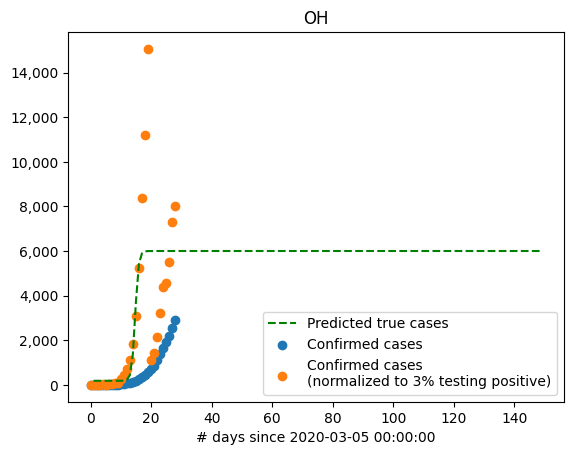 OH
14,000
12,000
10,000
8,000
6,000
4,000
2,000
0
Predicted true cases
Confirmed cases
Confirmed cases
(normalized to 3% testing positive)
0 20 40 60 80 100 120 140
# days since 2020-03-05 00:00:00